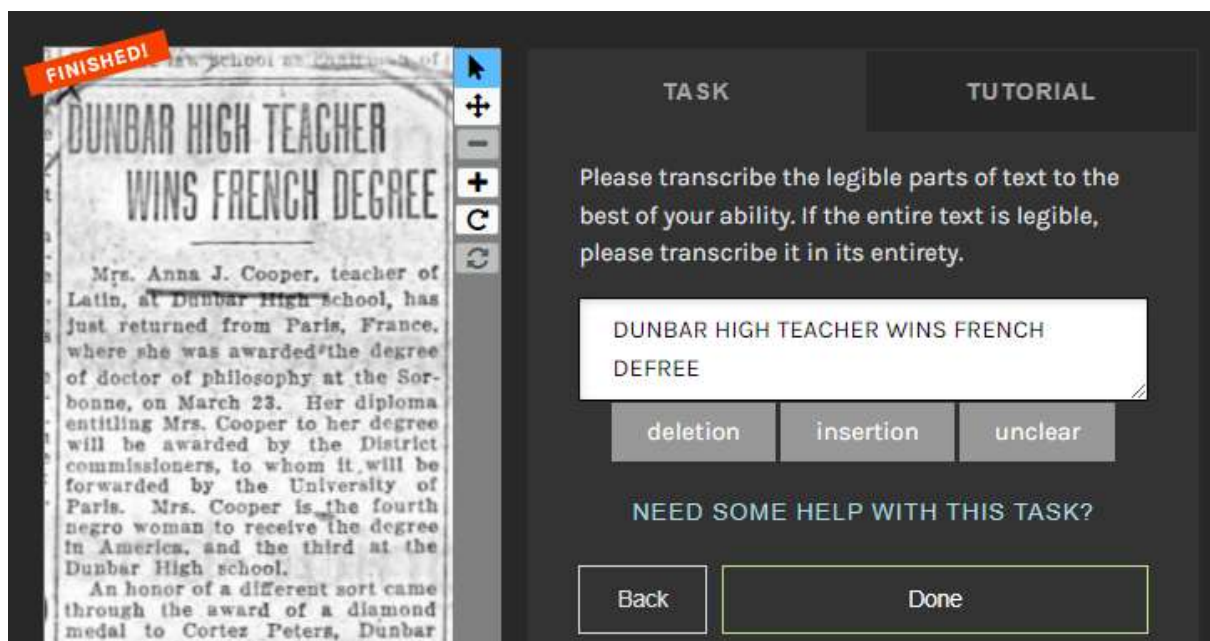 FINISHED!
law school as chairman of
DUNBAR HIGH TEACHER
WINS FRENCH DEGREE
Mrs. Anna J. Cooper, teacher of
Latin, at Dunbar High school, has
just returned from Paris, France,
where she was awarded the degree
of doctor of philosophy at the Sor-
bonne, on March 23. Her diploma
entitling Mrs. Cooper to her degree
will be awarded by the District
commissioners, to whom it will be
forwarded by the University of
Paris. Mrs. Cooper is the fourth
negro woman to receive the degree
in America, and the third at the
Dunbar High school.
An honor of a different sort came
through the award of a diamond
medal to Cortez Peters, Dunbar
TASK
TUTORIAL
Please transcribe the legible parts of text to the
best of your ability. If the entire text is legible,
please transcribe it in its entirety.
DUNBAR HIGH TEACHER WINS FRENCH
DEFREE
deletion
insertion
unclear
NEED SOME HELP WITH THIS TASK?
Back
Done